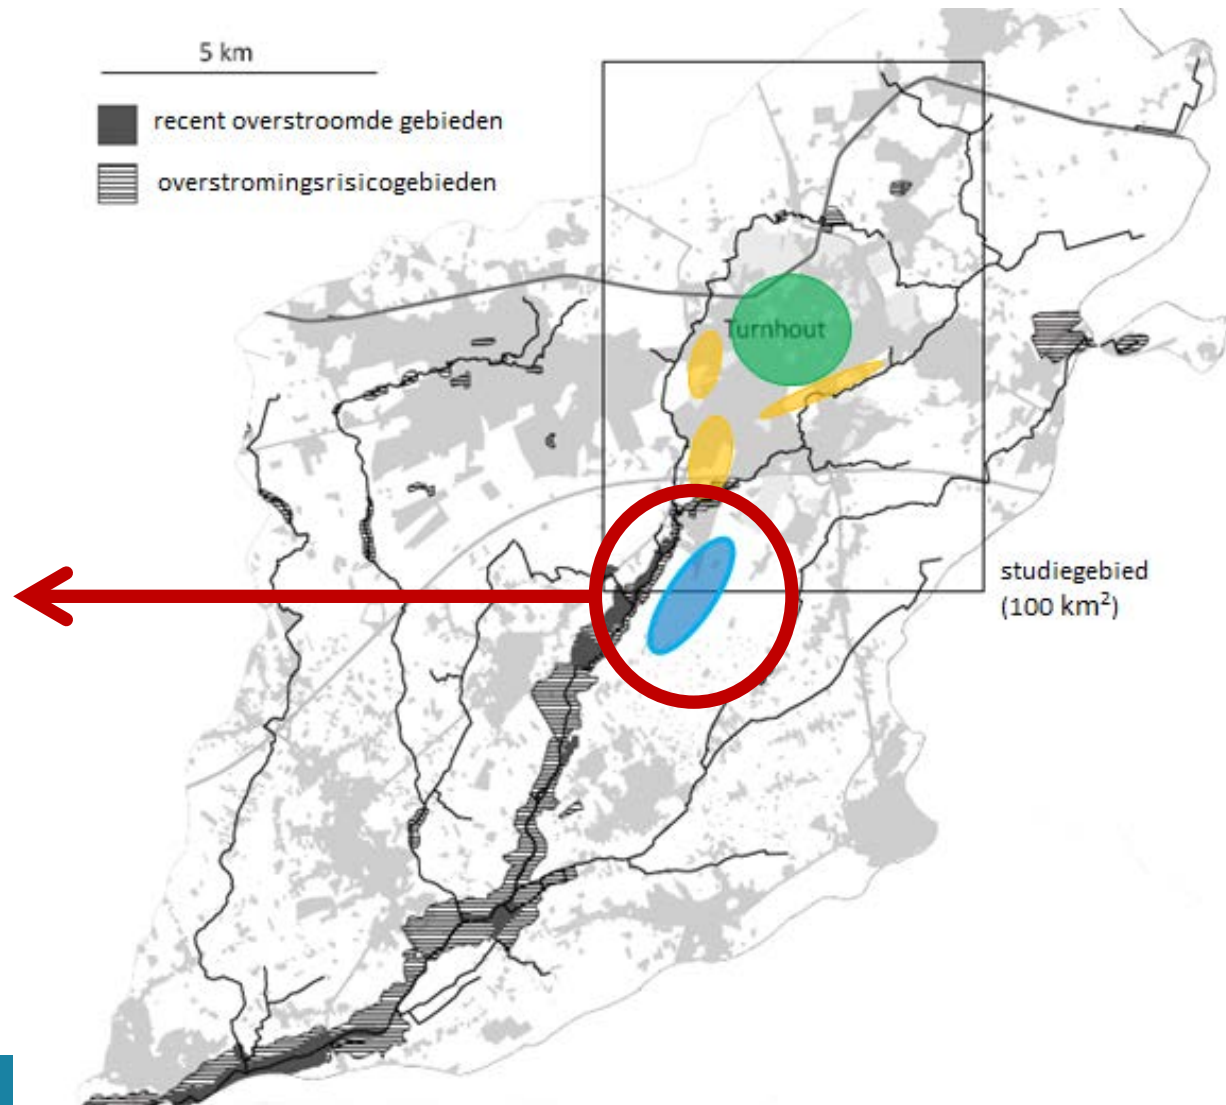 5 km
recent overstroomde gebieden
overstromingsrisicogebieden
Turnhout
studiegebied
(100 km²)